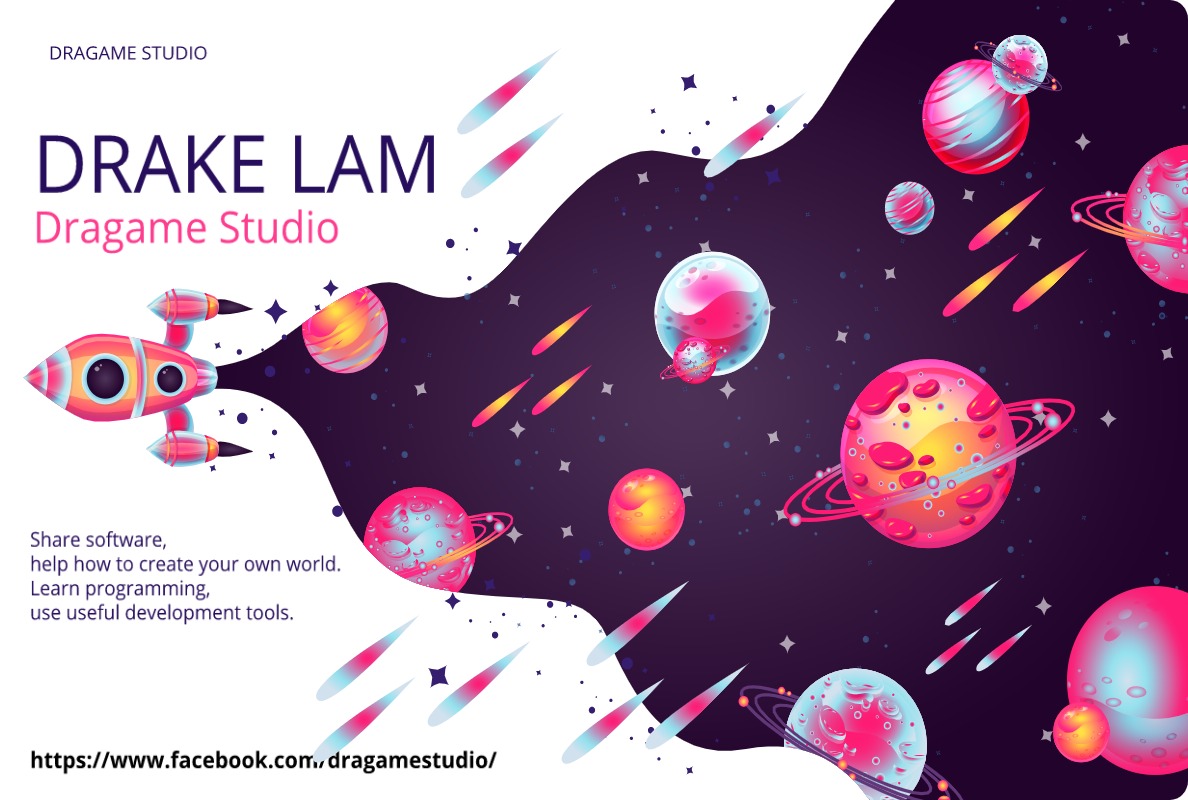 DRAGAME STUDIO
DRAKE LAM
Dragame Studio
Share software,
help how to create your own world.
Learn programming,
use useful development tools.
https://www.facebook.com/dragamestudio/